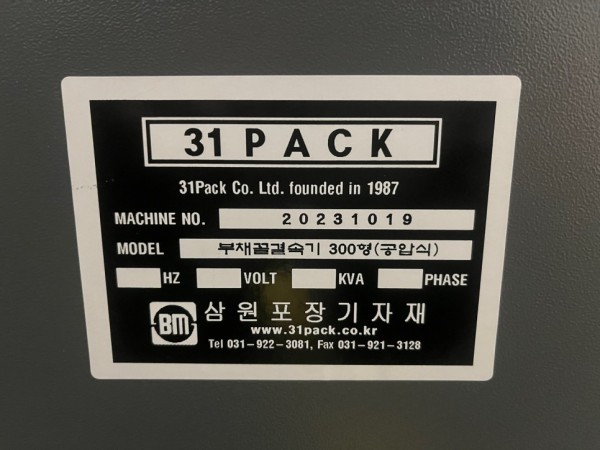 31 PACK
31Pack Co. Ltd. founded in 1987
MACHINE NO. 20231019
MODEL 부채꼴결속기 300형(공압식)
HZ VOLT KVA PHASE
BM 삼원포장기자재
www.31pack.co.kr
Tel 031-922-3081, Fax 031-921-3128